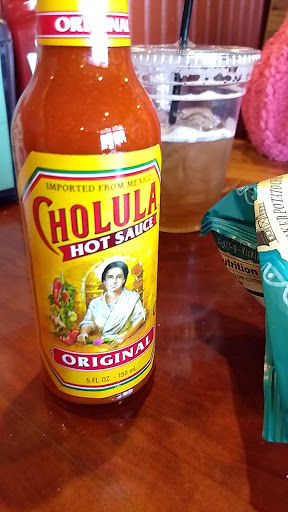 ORIGINAL
IMPORTED FROM MEXICO
CHOLULA
HOT SAUCE
ORIGINAL
5 FL.OZ. - 150 mL
Nutrition